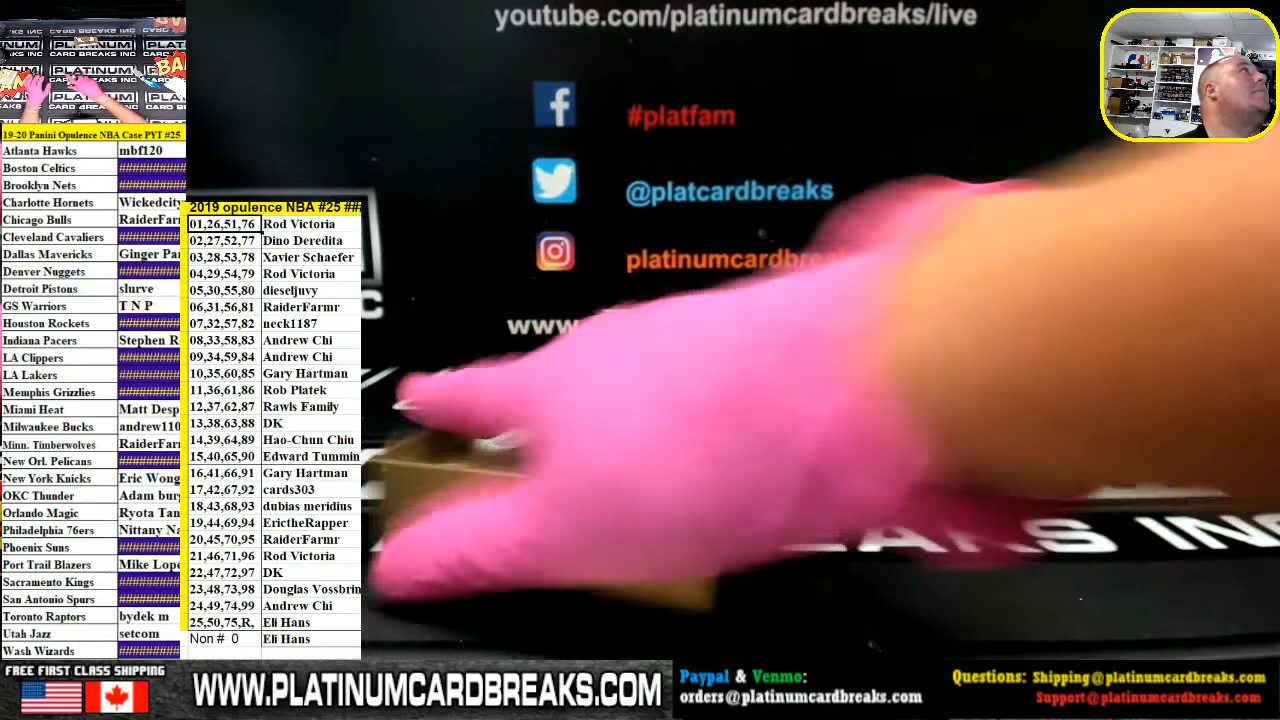 youtube.com/platinumcardbreaks/live
#platfam
@platcardbreaks
platinumcardbre
www.
BREAKS INC
PLATINUM
CARD BREAKS INC
19-20 Panini Opulence NBA Case PYT #25
Atlanta Hawks mbf120
Boston Celtics ##########
Brooklyn Nets ##########
Charlotte Hornets Wickedcity
Chicago Bulls RaiderFarr
Cleveland Cavaliers ##########
Dallas Mavericks Ginger Par
Denver Nuggets ##########
Detroit Pistons slurve
GS Warriors T N P
Houston Rockets ##########
Indiana Pacers Stephen R
LA Clippers ##########
LA Lakers ##########
Memphis Grizzlies ##########
Miami Heat Matt Desp
Milwaukee Bucks andrew110
Minn. Timberwolves RaiderFarr
New Orl. Pelicans ##########
New York Knicks Eric Wong
OKC Thunder Adam burg
Orlando Magic Ryota Tan
Philadelphia 76ers Nittany Na
Phoenix Suns ##########
Port Trail Blazers Mike Lope
Sacramento Kings ##########
San Antonio Spurs ##########
Toronto Raptors bydek m
Utah Jazz setcom
Wash Wizards ##########
2019 opulence NBA #25 ###
01,26,51,76 Rod Victoria
02,27,52,77 Dino Deredita
03,28,53,78 Xavier Schaefer
04,29,54,79 Rod Victoria
05,30,55,80 dieseljuvy
06,31,56,81 RaiderFarmr
07,32,57,82 neck1187
08,33,58,83 Andrew Chi
09,34,59,84 Andrew Chi
10,35,60,85 Gary Hartman
11,36,61,86 Rob Platek
12,37,62,87 Rawls Family
13,38,63,88 DK
14,39,64,89 Hao-Chun Chiu
15,40,65,90 Edward Tummin
16,41,66,91 Gary Hartman
17,42,67,92 cards303
18,43,68,93 dubias meridius
19,44,69,94 ErictheRapper
20,45,70,95 RaiderFarmr
21,46,71,96 Rod Victoria
22,47,72,97 DK
23,48,73,98 Douglas Vossbrin
24,49,74,99 Andrew Chi
25,50,75,R, Eli Hans
Non # 0 Eli Hans
FREE FIRST CLASS SHIPPING
WWW.PLATINUMCARDBREAKS.COM
Paypal & Venmo:
orders@platinumcardbreaks.com
Questions: Shipping@platinumcardbreaks.com
Support@platinumcardbreaks.com